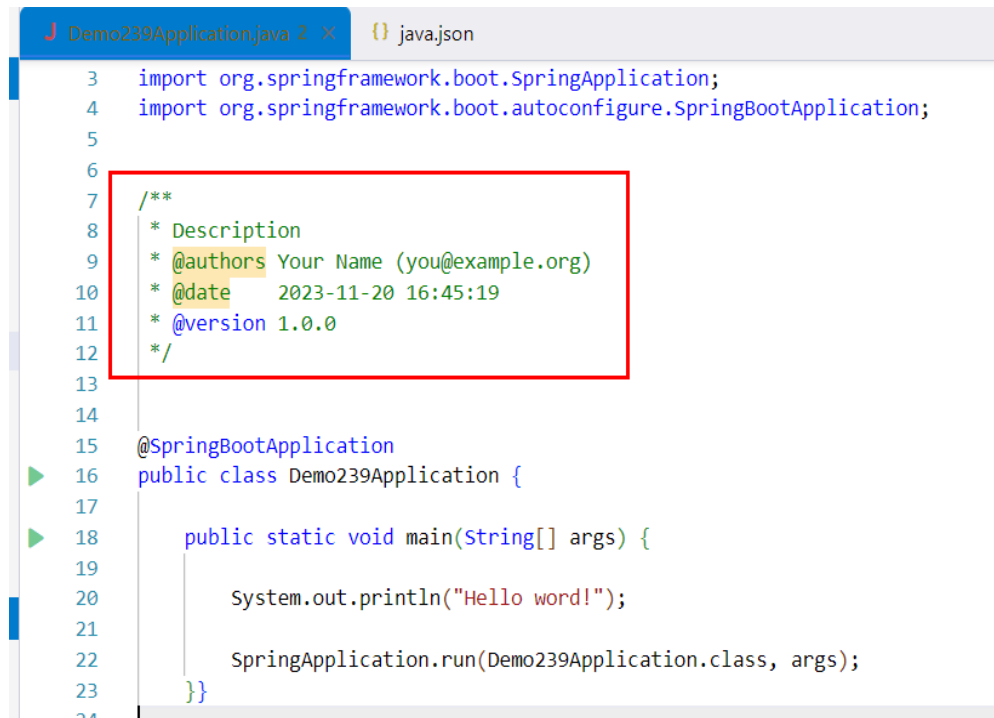 J Demo239Application.java 2 × {} java.json
3 import org.springframework.boot.SpringApplication;
4 import org.springframework.boot.autoconfigure.SpringBootApplication;
5
6
7 /**
8 * Description
9 * @authors Your Name (you@example.org)
10 * @date    2023-11-20 16:45:19
11 * @version 1.0.0
12 */
13
14
15 @SpringBootApplication
16 public class Demo239Application {
17
18     public static void main(String[] args) {
19
20         System.out.println("Hello word!");
21
22         SpringApplication.run(Demo239Application.class, args);
23     }}
24